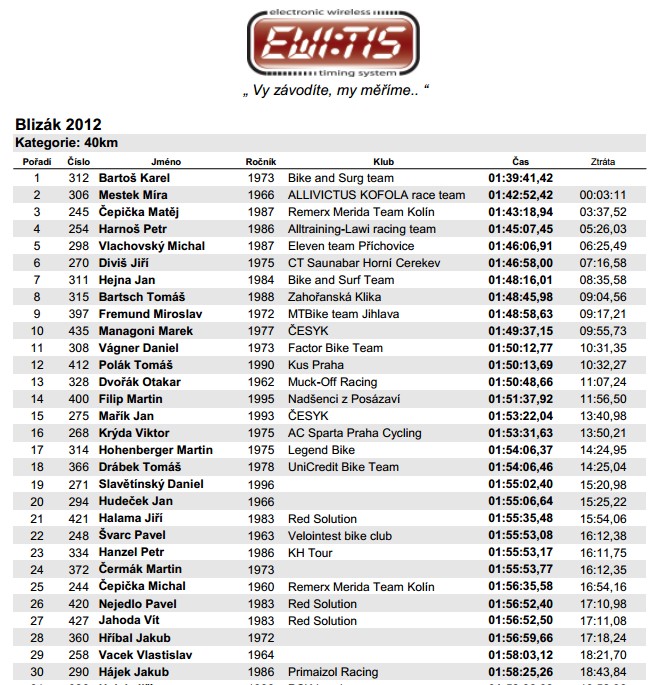 electronic wireless
EWI:TIS
timing system
„ Vy závodíte, my měříme.. “
Blizák 2012
Kategorie: 40km
Pořadí Číslo Jméno Ročník Klub Čas Ztráta
1 312 Bartoš Karel 1973 Bike and Surg team 01:39:41,42
2 306 Mestek Míra 1966 ALLIVICTUS KOFOLA race team 01:42:52,42 00:03:11
3 245 Čepička Matěj 1987 Remerx Merida Team Kolín 01:43:18,94 03:37,52
4 254 Harnoš Petr 1986 Alltraining-Lawi racing team 01:45:07,45 05:26,03
5 298 Vlachovský Michal 1987 Eleven team Příchovice 01:46:06,91 06:25,49
6 270 Diviš Jiří 1975 CT Saunabar Horní Cerekev 01:46:58,00 07:16,58
7 311 Hejna Jan 1984 Bike and Surf Team 01:48:16,01 08:35,58
8 315 Bartsch Tomáš 1988 Zahořanská Klika 01:48:45,98 09:04,56
9 397 Fremund Miroslav 1972 MTBike team Jihlava 01:48:58,63 09:17,21
10 435 Managoni Marek 1977 ČESYK 01:49:37,15 09:55,73
11 308 Vágner Daniel 1973 Factor Bike Team 01:50:12,77 10:31,35
12 412 Polák Tomáš 1990 Kus Praha 01:50:13,69 10:32,27
13 328 Dvořák Otakar 1962 Muck-Off Racing 01:50:48,66 11:07,24
14 400 Filip Martin 1995 Nadšenci z Posázaví 01:51:37,92 11:56,50
15 275 Mařík Jan 1993 ČESYK 01:53:22,04 13:40,98
16 268 Krýda Viktor 1975 AC Sparta Praha Cycling 01:53:31,63 13:50,21
17 314 Hohenberger Martin 1975 Legend Bike 01:54:06,37 14:24,95
18 366 Drábek Tomáš 1978 UniCredit Bike Team 01:54:06,46 14:25,04
19 271 Slavětínský Daniel 1996 01:55:02,40 15:20,98
20 294 Hudeček Jan 1966 01:55:06,64 15:25,22
21 421 Halama Jiří 1983 Red Solution 01:55:35,48 15:54,06
22 248 Švarc Pavel 1963 Velointest bike club 01:55:53,08 16:12,38
23 334 Hanzel Petr 1986 KH Tour 01:55:53,17 16:11,75
24 372 Čermák Martin 1973 01:55:53,77 16:12,35
25 244 Čepička Michal 1960 Remerx Merida Team Kolín 01:56:35,58 16:54,16
26 420 Nejedlo Pavel 1983 Red Solution 01:56:52,40 17:10,98
27 427 Jahoda Vít 1983 Red Solution 01:56:52,50 17:11,08
28 360 Hříbal Jakub 1972 01:56:59,66 17:18,24
29 258 Vacek Vlastislav 1964 01:58:03,12 18:21,70
30 290 Hájek Jakub 1986 Primaizol Racing 01:58:25,26 18:43,84